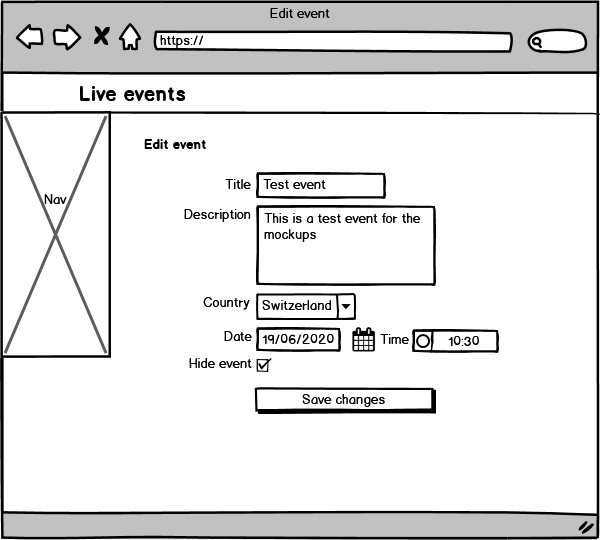 Edit event
https://
Live events
Nav
Edit event
Title Test event
Description This is a test event for the
mockups
Country Switzerland
Date 19/06/2020 Time 10:30
Hide event
Save changes